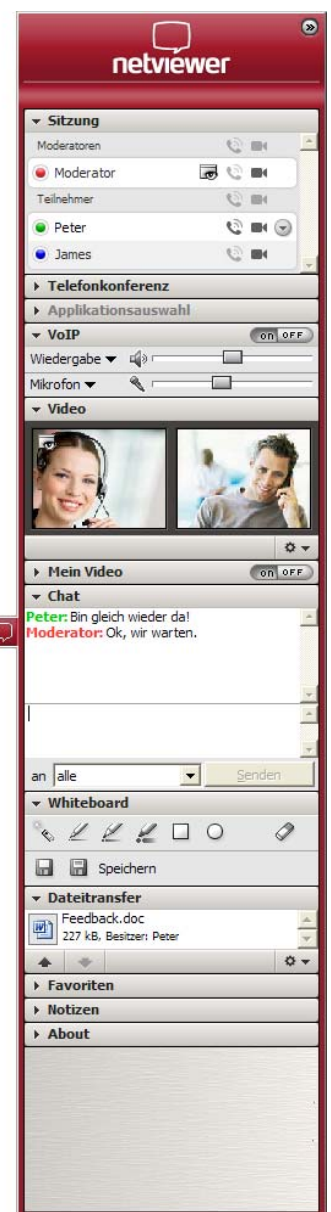 netviewer
Sitzung
Moderatoren
Moderator
Teilnehmer
Peter
James
Telefonkonferenz
Applikationsauswahl
VoIP on OFF
Wiedergabe
Mikrofon
Video
Mein Video on OFF
Chat
Peter: Bin gleich wieder da!
Moderator: Ok, wir warten.
an alle Senden
Whiteboard
Speichern
Dateitransfer
Feedback.doc
227 kB, Besitzer: Peter
Favoriten
Notizen
About